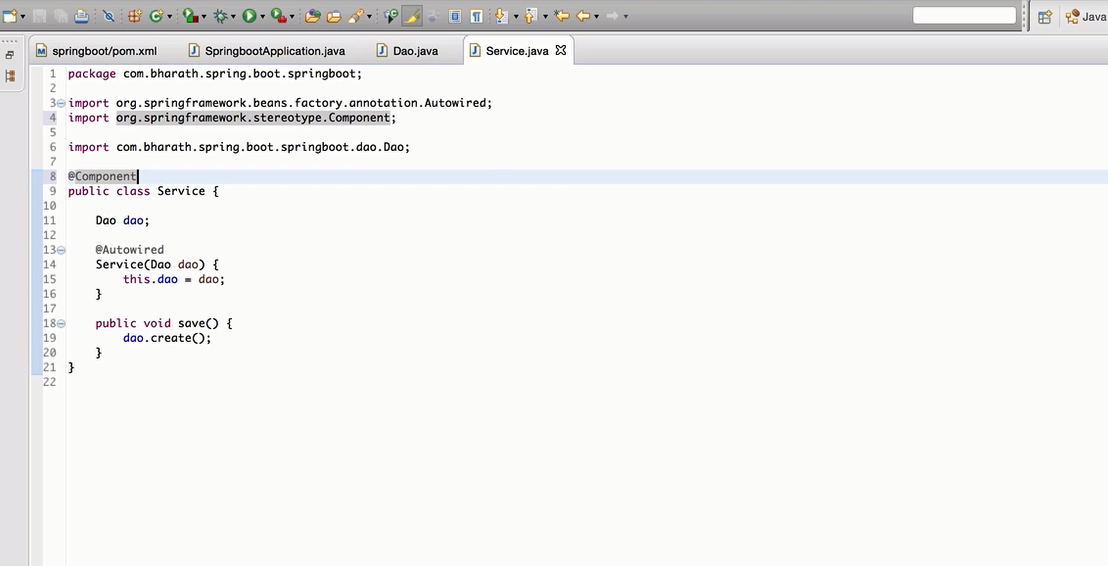 Java
springboot/pom.xml SpringbootApplication.java Dao.java Service.java
1 package com.bharath.spring.boot.springboot;
2
3 import org.springframework.beans.factory.annotation.Autowired;
4 import org.springframework.stereotype.Component;
5
6 import com.bharath.spring.boot.springboot.dao.Dao;
7
8 @Component
9 public class Service {
10
11     Dao dao;
12
13     @Autowired
14     Service(Dao dao) {
15         this.dao = dao;
16     }
17
18     public void save() {
19         dao.create();
20     }
21 }
22